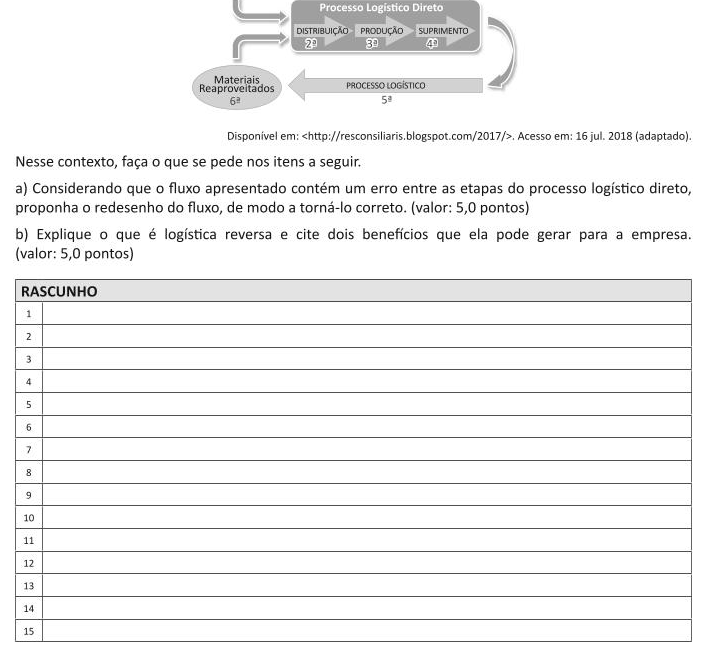 Processo Logístico Direto
DISTRIBUIÇÃO PRODUÇÃO SUPRIMENTO
2ª 3ª 4ª
Materiais
Reaproveitados
6ª
PROCESSO LOGÍSTICO
5ª
Disponível em: <http://resconsiliaris.blogspot.com/2017/>. Acesso em: 16 jul. 2018 (adaptado).
Nesse contexto, faça o que se pede nos itens a seguir.
a) Considerando que o fluxo apresentado contém um erro entre as etapas do processo logístico direto,
proponha o redesenho do fluxo, de modo a torná-lo correto. (valor: 5,0 pontos)
b) Explique o que é logística reversa e cite dois benefícios que ela pode gerar para a empresa.
(valor: 5,0 pontos)
RASCUNHO
1
2
3
4
5
6
7
8
9
10
11
12
13
14
15